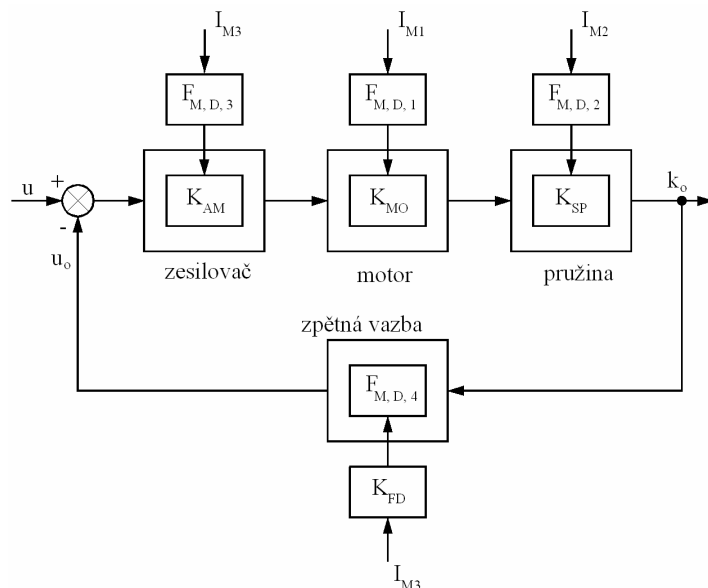 I_M3 I_M1 I_M2
F_M, D, 3 F_M, D, 1 F_M, D, 2
u + K_AM K_MO K_SP k_o
-
u_o zesilovač motor pružina
zpětná vazba
F_M, D, 4
K_FD
I_M3